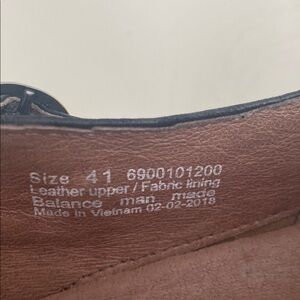 Size 41 6900101200
Leather upper / Fabric lining
Balance man made
Made in Vietnam 02-02-2018